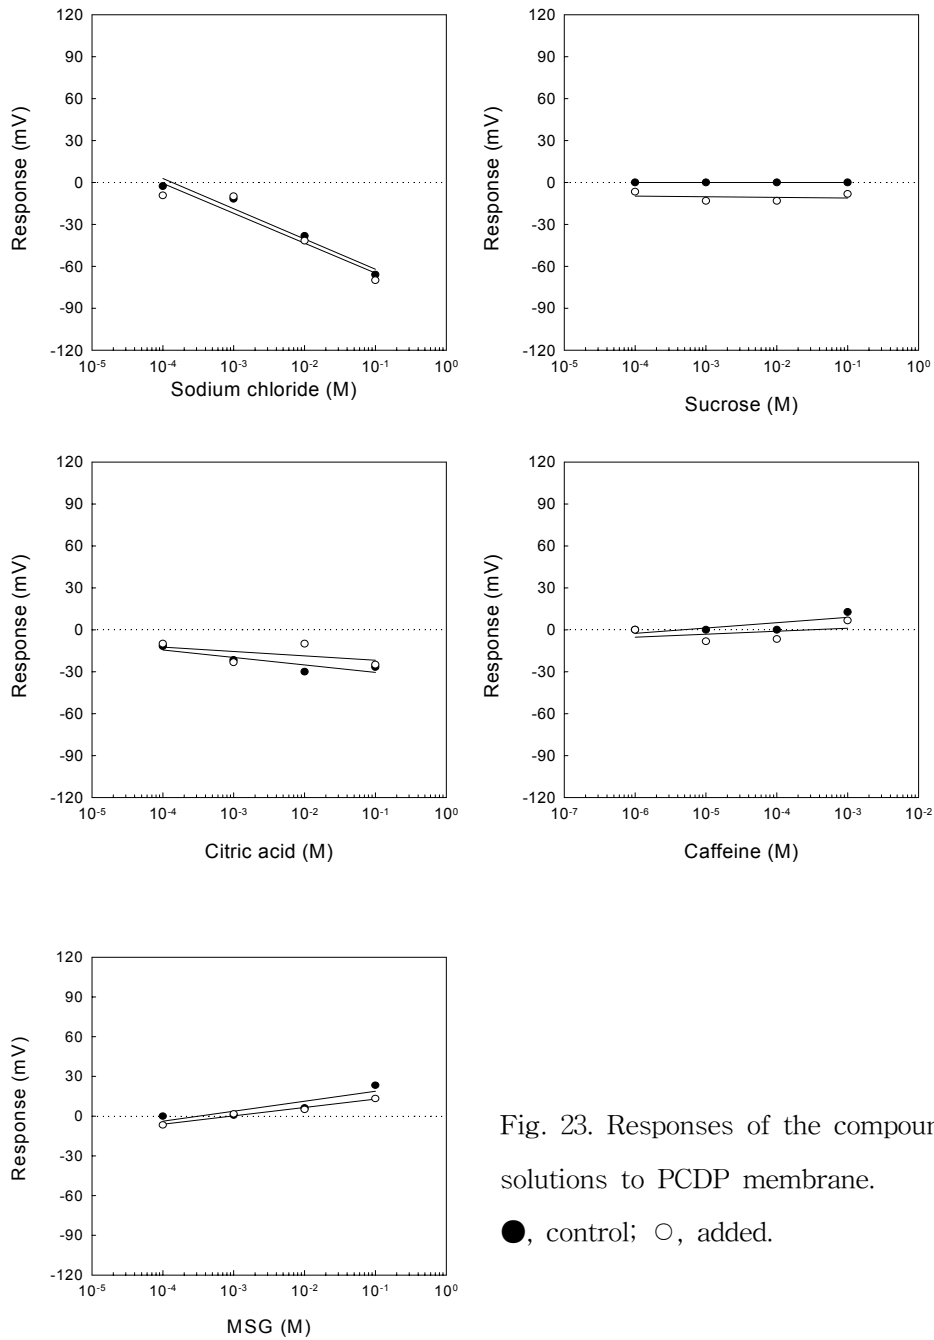 120
90
60
30
0
-30
-60
-90
-120
Response (mV)
10⁻⁵ 10⁻⁴ 10⁻³ 10⁻² 10⁻¹ 10⁰
Sodium chloride (M)
120
90
60
30
0
-30
-60
-90
-120
Response (mV)
10⁻⁵ 10⁻⁴ 10⁻³ 10⁻² 10⁻¹ 10⁰
Sucrose (M)
120
90
60
30
0
-30
-60
-90
-120
Response (mV)
10⁻⁵ 10⁻⁴ 10⁻³ 10⁻² 10⁻¹ 10⁰
Citric acid (M)
120
90
60
30
0
-30
-60
-90
-120
Response (mV)
10⁻⁷ 10⁻⁶ 10⁻⁵ 10⁻⁴ 10⁻³ 10⁻²
Caffeine (M)
120
90
60
30
0
-30
-60
-90
-120
Response (mV)
10⁻⁵ 10⁻⁴ 10⁻³ 10⁻² 10⁻¹ 10⁰
MSG (M)
Fig. 23. Responses of the compoun
solutions to PCDP membrane.
●, control; ○, added.